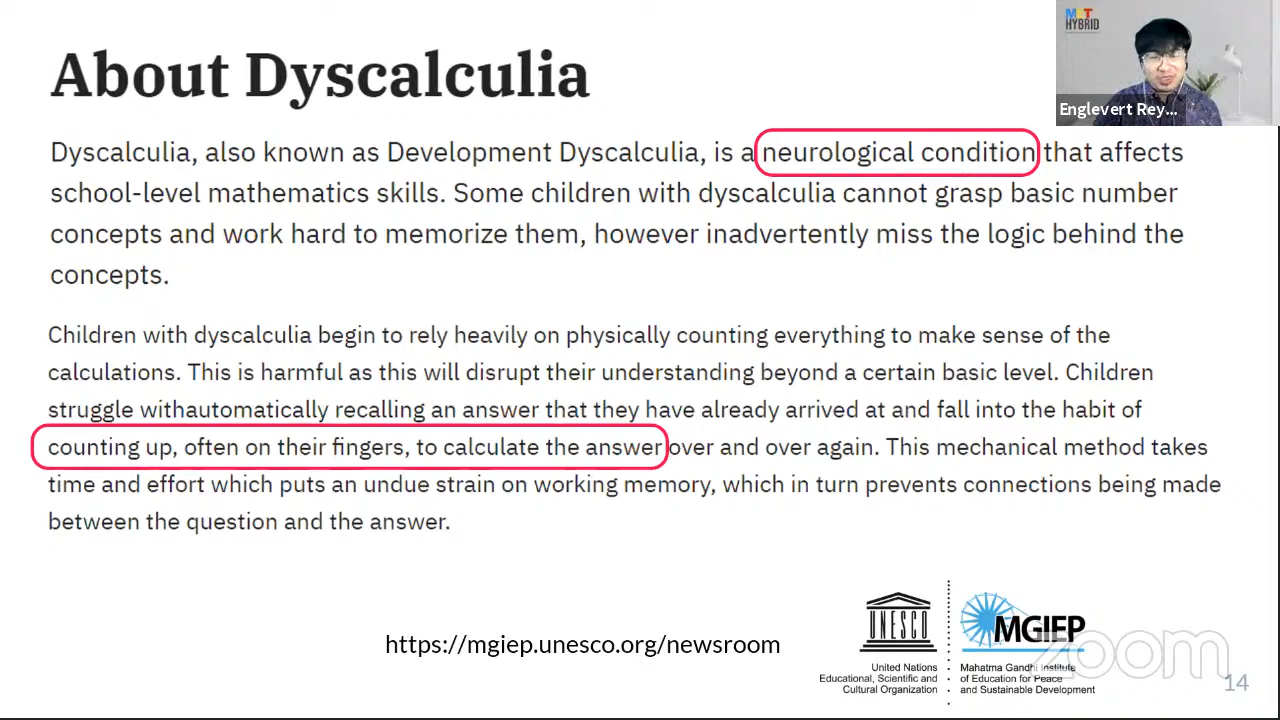 About Dyscalculia
MNT
HYBRID
Englevert Rey...
Dyscalculia, also known as Development Dyscalculia, is a neurological condition that affects
school-level mathematics skills. Some children with dyscalculia cannot grasp basic number
concepts and work hard to memorize them, however inadvertently miss the logic behind the
concepts.
Children with dyscalculia begin to rely heavily on physically counting everything to make sense of the
calculations. This is harmful as this will disrupt their understanding beyond a certain basic level. Children
struggle withautomatically recalling an answer that they have already arrived at and fall into the habit of
counting up, often on their fingers, to calculate the answer over and over again. This mechanical method takes
time and effort which puts an undue strain on working memory, which in turn prevents connections being made
between the question and the answer.
https://mgiep.unesco.org/newsroom
UNESCO
United Nations
Educational, Scientific and
Cultural Organization
MGIEP
Mahatma Gandhi Institute
of Education for Peace
and Sustainable Development
zoom
14